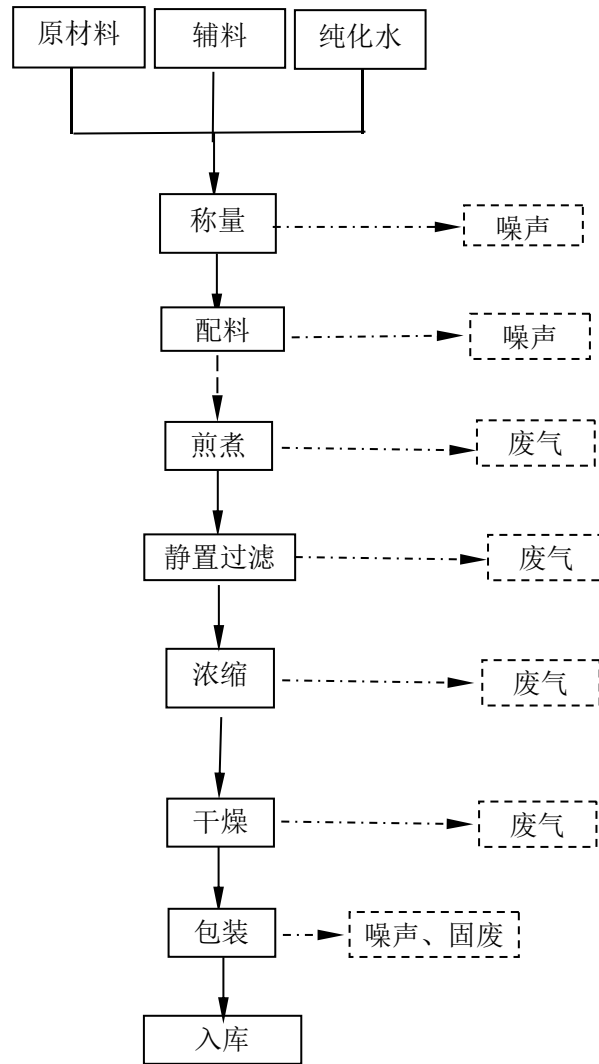 原材料
辅料
纯化水
称量
噪声
配料
噪声
煎煮
废气
静置过滤
废气
浓缩
废气
干燥
废气
包装
噪声、固废
入库